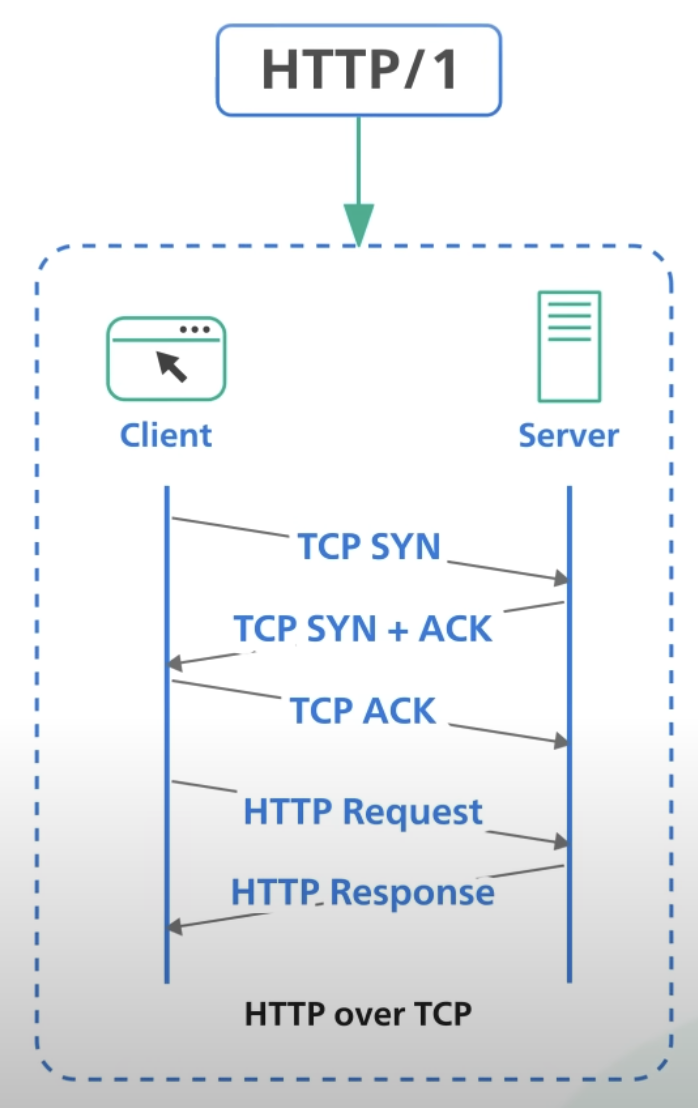 HTTP/1
Client
Server
TCP SYN
TCP SYN + ACK
TCP ACK
HTTP Request
HTTP Response
HTTP over TCP